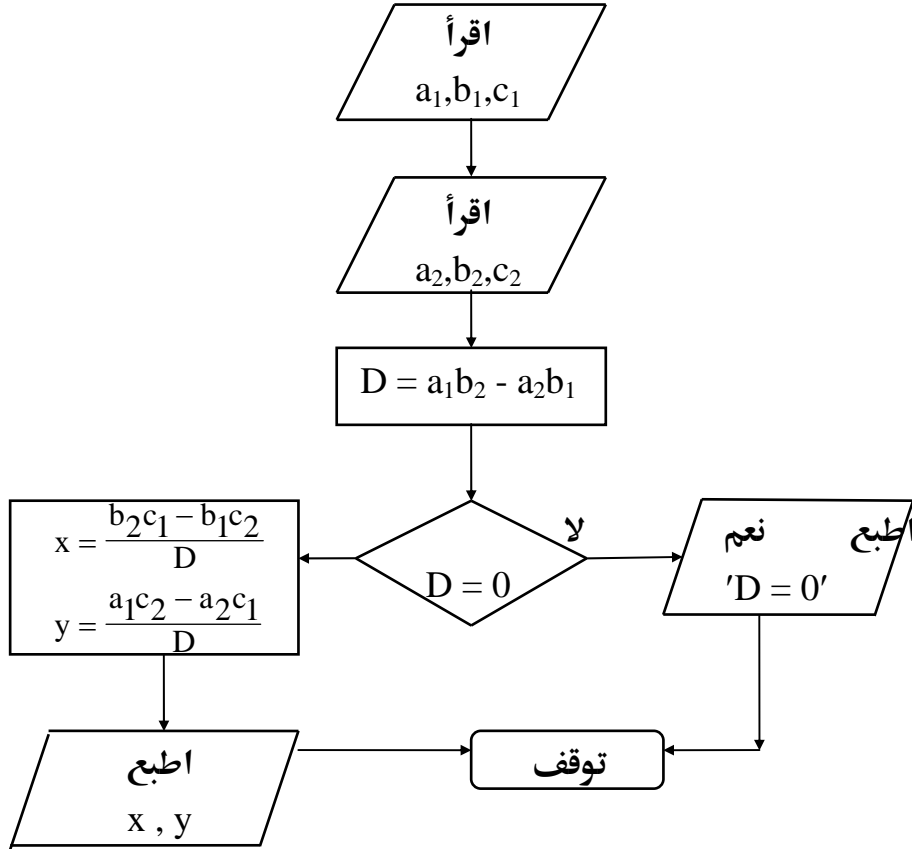 اقرأ
a₁,b₁,c₁
اقرأ
a₂,b₂,c₂
D = a₁b₂ - a₂b₁
x = (b₂c₁ – b₁c₂)/D
y = (a₁c₂ – a₂c₁)/D
D = 0
لا
اطبع نعم
'D = 0'
اطبع
x , y
توقف